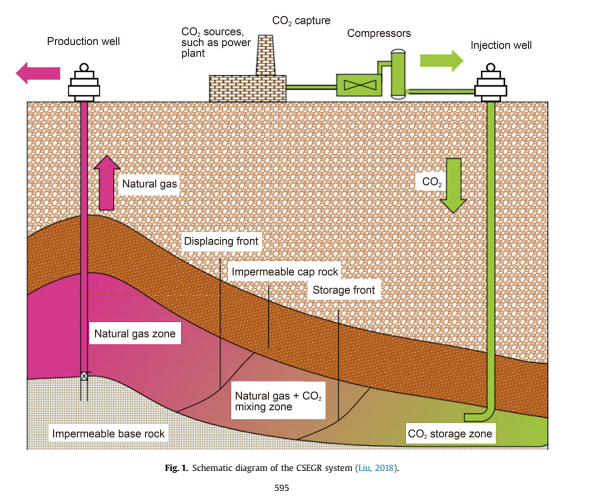 CO₂ capture
Production well
CO₂ sources,
such as power
plant
Compressors
Injection well
Natural gas
CO₂
Displacing front
Impermeable cap rock
Storage front
Natural gas zone
Natural gas + CO₂
mixing zone
Impermeable base rock
CO₂ storage zone
Fig. 1. Schematic diagram of the CSEGR system (Liu, 2018).
595